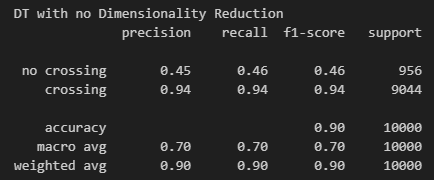 DT with no Dimensionality Reduction
precision recall f1-score support
no crossing 0.45 0.46 0.46 956
crossing 0.94 0.94 0.94 9044
accuracy 0.90 10000
macro avg 0.70 0.70 0.70 10000
weighted avg 0.90 0.90 0.90 10000